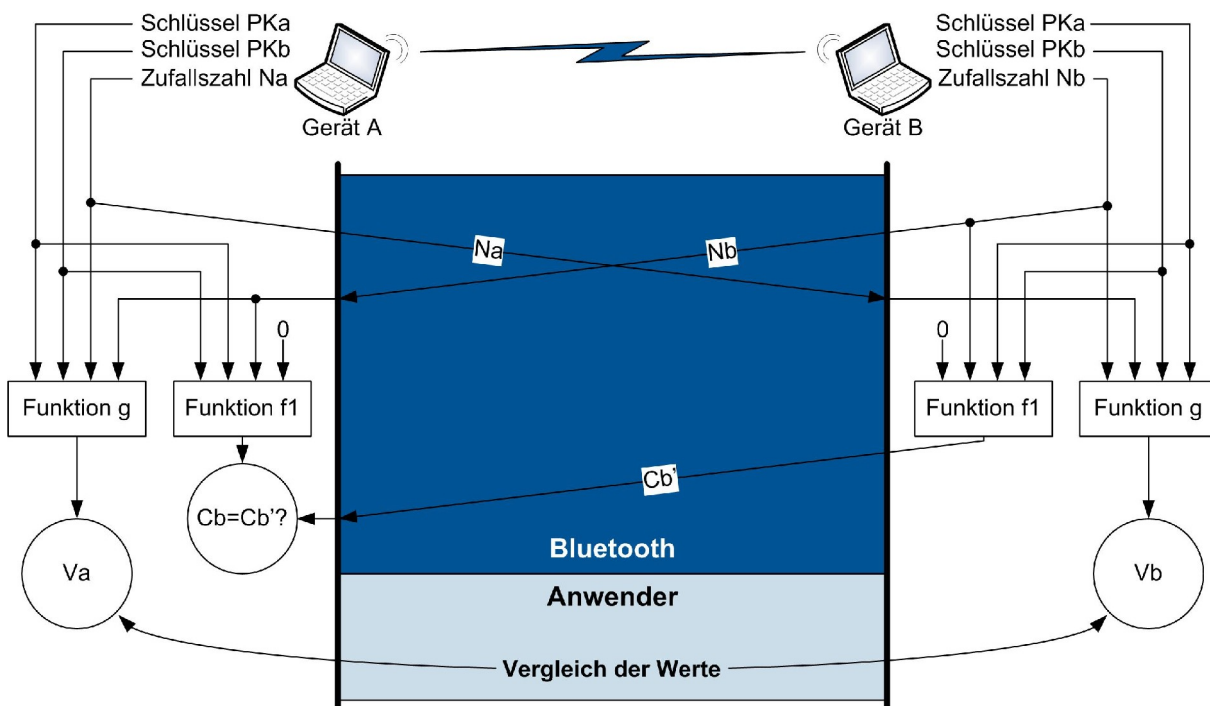 Schlüssel PKa
Schlüssel PKb
Zufallszahl Na
Gerät A
Schlüssel PKa
Schlüssel PKb
Zufallszahl Nb
Gerät B
Na
Nb
0
0
Funktion g
Funktion f1
Funktion f1
Funktion g
Cb'
Cb=Cb'?
Va
Vb
Bluetooth
Anwender
Vergleich der Werte